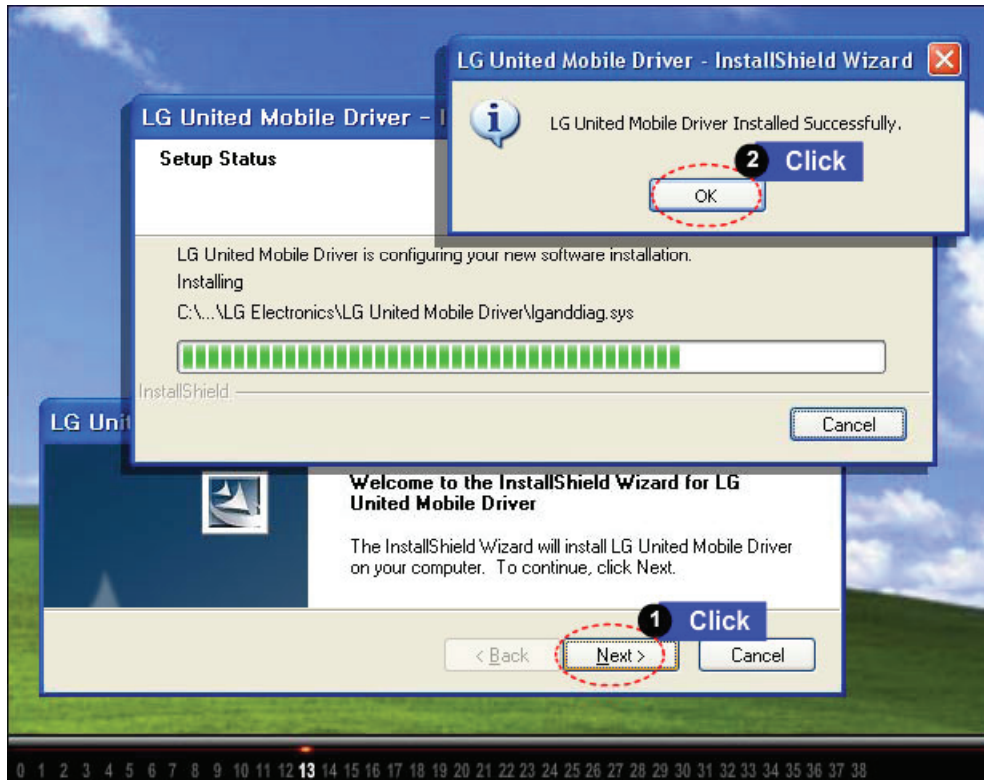 LG United Mobile Driver - InstallShield Wizard
LG United Mobile Driver Installed Successfully.
2 Click
OK
LG United Mobile Driver -
Setup Status
LG United Mobile Driver is configuring your new software installation.
Installing
C:\...\LG Electronics\LG United Mobile Driver\lganddiag.sys
InstallShield
Cancel
LG Unit
Welcome to the InstallShield Wizard for LG
United Mobile Driver
The InstallShield Wizard will install LG United Mobile Driver
on your computer. To continue, click Next.
1 Click
< Back
Next >
Cancel
0 1 2 3 4 5 6 7 8 9 10 11 12 13 14 15 16 17 18 19 20 21 22 23 24 25 26 27 28 29 30 31 32 33 34 35 36 37 38